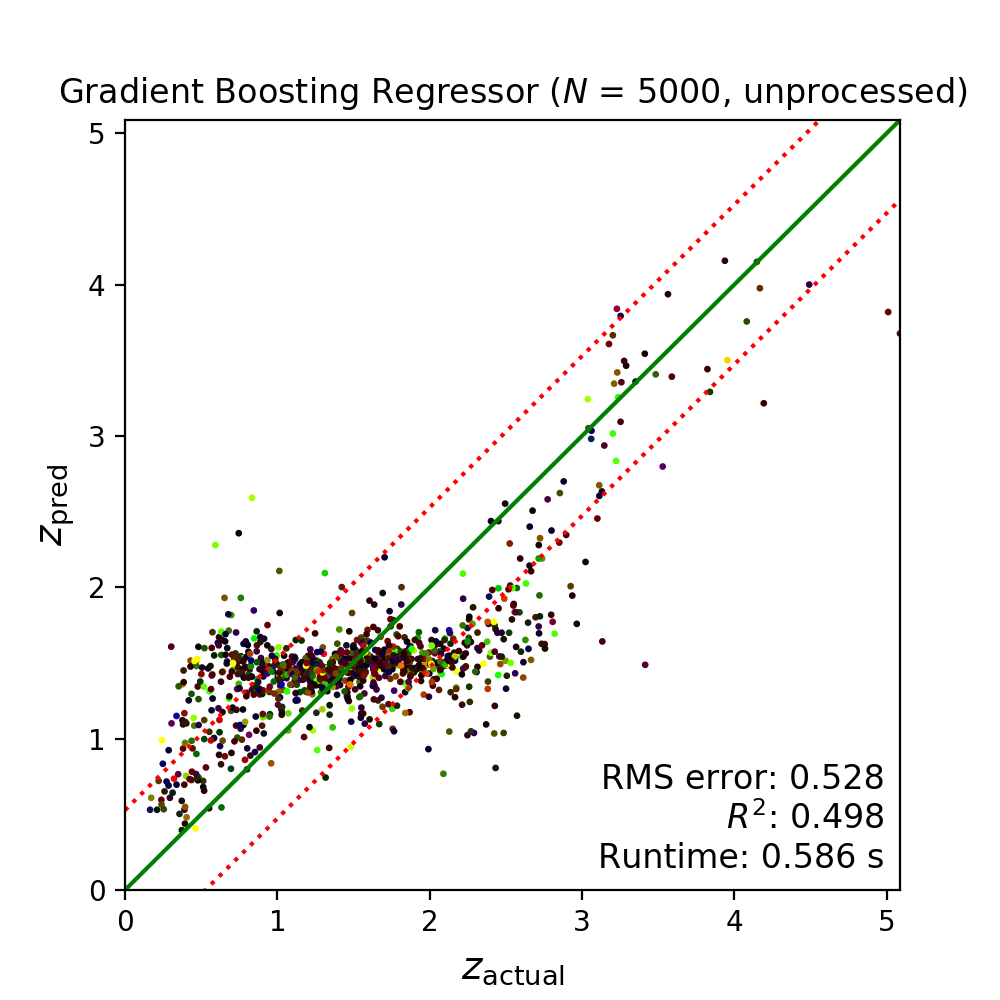 Gradient Boosting Regressor (N = 5000, unprocessed)
5
4
3
2
1
0
z_pred
RMS error: 0.528
R²: 0.498
Runtime: 0.586 s
0 1 2 3 4 5
z_actual